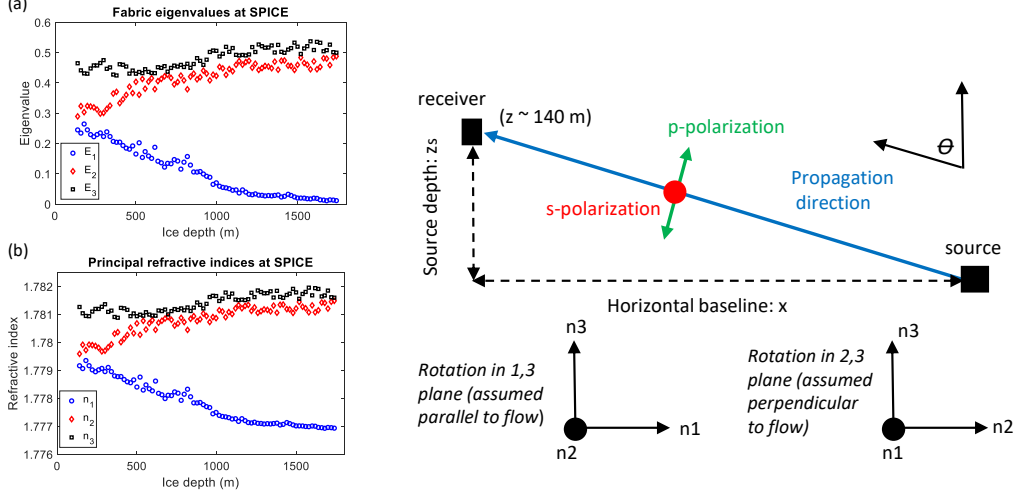 (a)
Fabric eigenvalues at SPICE
0.6
0.5
0.4
0.3
0.2
0.1
0
Eigenvalue
E1
E2
E3
0
500
1000
1500
Ice depth (m)
(b)
Principal refractive indices at SPICE
1.782
1.781
1.78
1.779
1.778
1.777
1.776
Refractive index
n1
n2
n3
0
500
1000
1500
Ice depth (m)
receiver
(z ~ 140 m)
p-polarization
s-polarization
Propagation
direction
ϴ
Source depth: zs
source
Horizontal baseline: x
Rotation in 1,3
plane (assumed
parallel to flow)
n3
n1
n2
Rotation in 2,3
plane (assumed
perpendicular
to flow)
n3
n2
n1